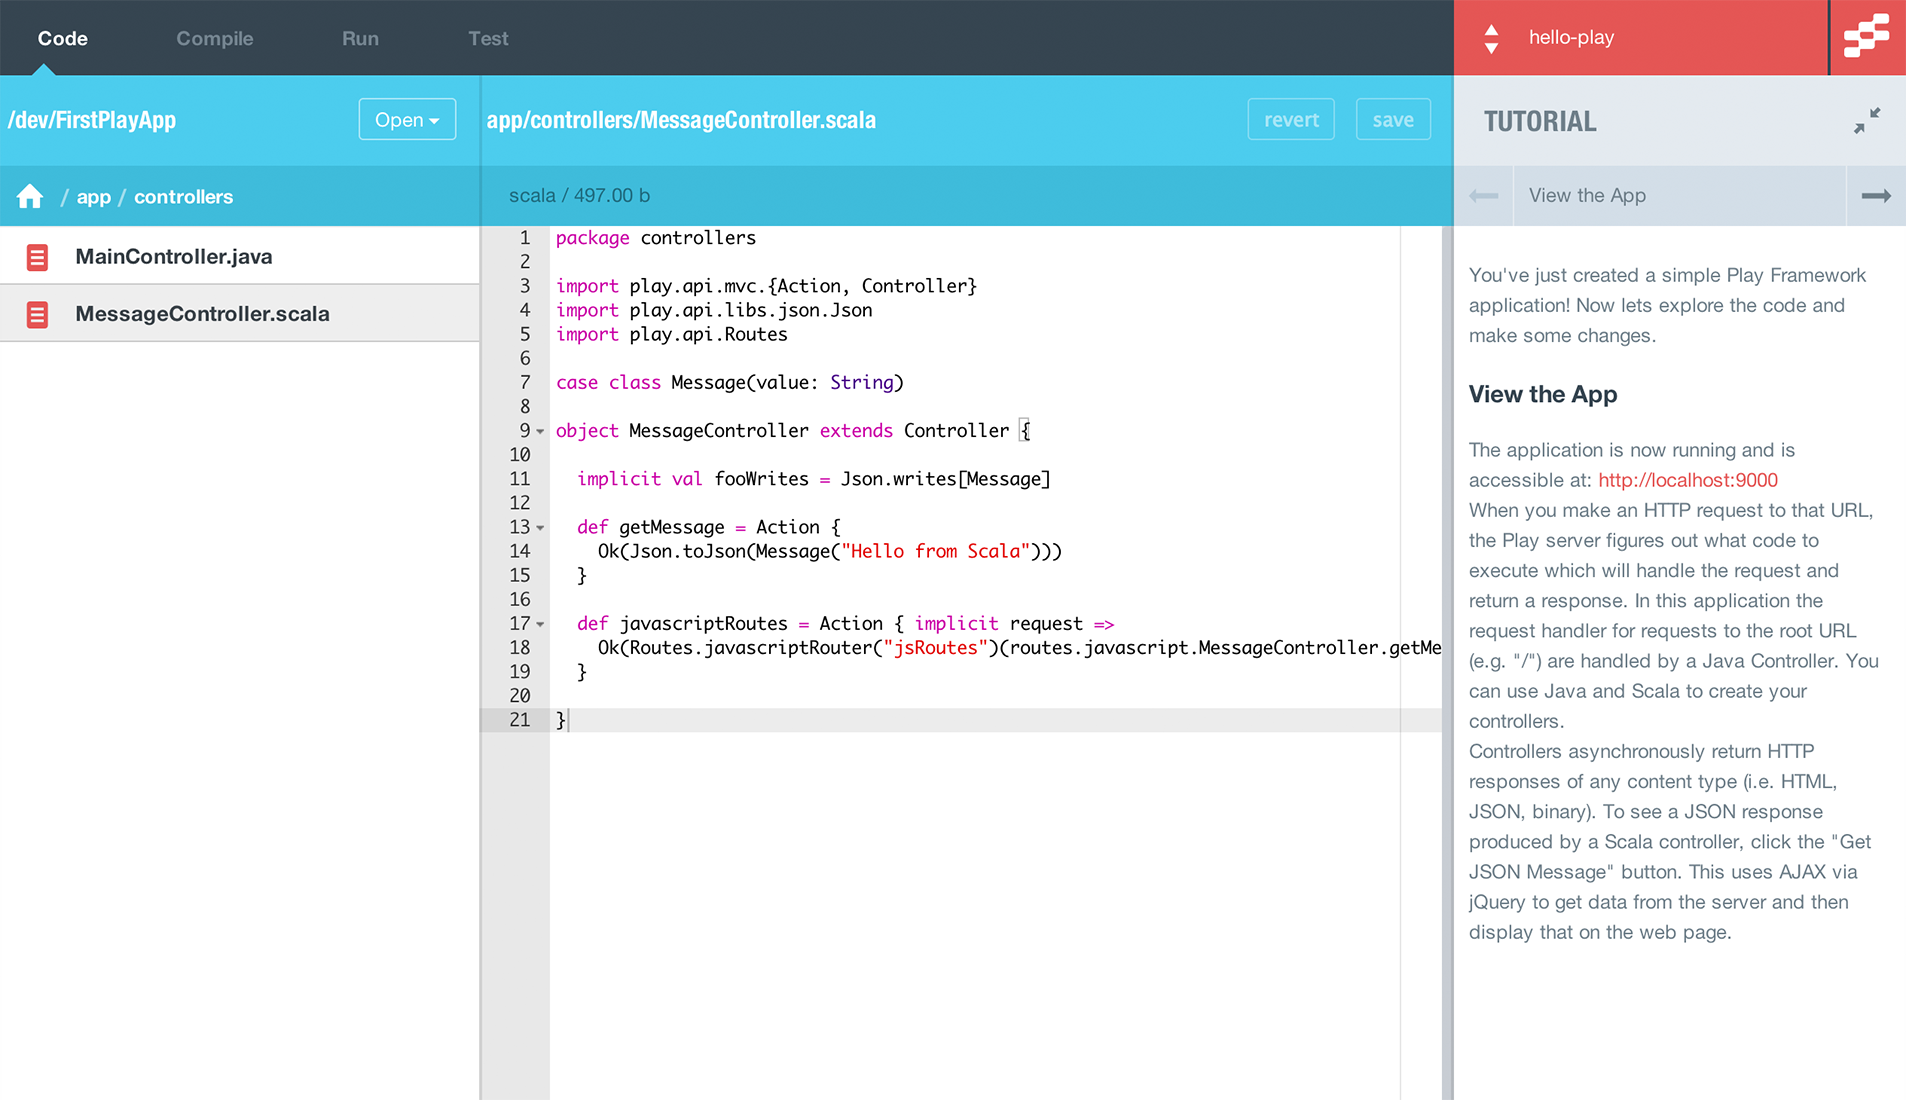 Code Compile Run Test
hello-play
/dev/FirstPlayApp
Open
app/controllers/MessageController.scala
revert save
TUTORIAL
/ app / controllers
scala / 497.00 b
View the App
MainController.java
MessageController.scala
1 package controllers
2
3 import play.api.mvc.{Action, Controller}
4 import play.api.libs.json.Json
5 import play.api.Routes
6
7 case class Message(value: String)
8
9 object MessageController extends Controller {
10
11   implicit val fooWrites = Json.writes[Message]
12
13   def getMessage = Action {
14     Ok(Json.toJson(Message("Hello from Scala")))
15   }
16
17   def javascriptRoutes = Action { implicit request =>
18     Ok(Routes.javascriptRouter("jsRoutes")(routes.javascript.MessageController.getMe
19   }
20
21 }
You've just created a simple Play Framework
application! Now lets explore the code and
make some changes.
View the App
The application is now running and is
accessible at: http://localhost:9000
When you make an HTTP request to that URL,
the Play server figures out what code to
execute which will handle the request and
return a response. In this application the
request handler for requests to the root URL
(e.g. "/") are handled by a Java Controller. You
can use Java and Scala to create your
controllers.
Controllers asynchronously return HTTP
responses of any content type (i.e. HTML,
JSON, binary). To see a JSON response
produced by a Scala controller, click the "Get
JSON Message" button. This uses AJAX via
jQuery to get data from the server and then
display that on the web page.